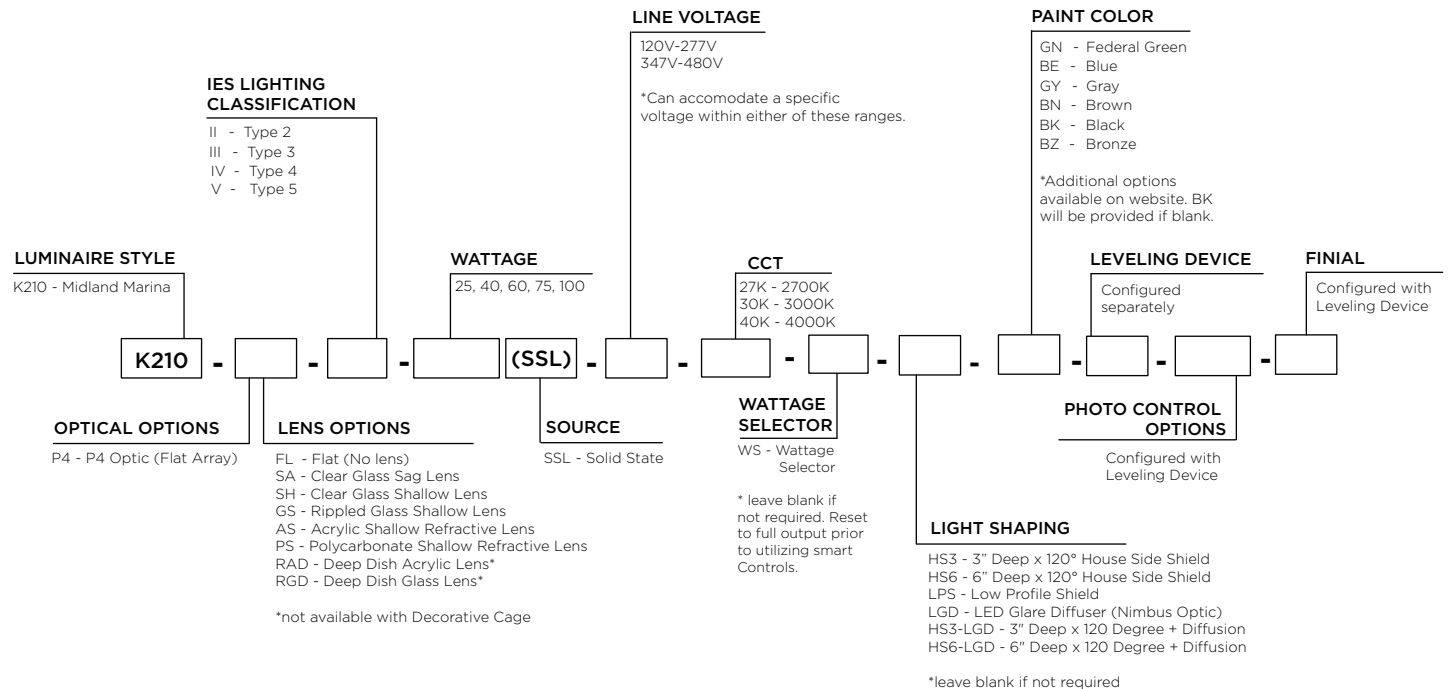 LINE VOLTAGE
120V-277V
347V-480V
*Can accomodate a specific
voltage within either of these ranges.
PAINT COLOR
GN - Federal Green
BE - Blue
GY - Gray
BN - Brown
BK - Black
BZ - Bronze
*Additional options
available on website. BK
will be provided if blank.
IES LIGHTING
CLASSIFICATION
II - Type 2
III - Type 3
IV - Type 4
V - Type 5
LUMINAIRE STYLE
K210 - Midland Marina
WATTAGE
25, 40, 60, 75, 100
CCT
27K - 2700K
30K - 3000K
40K - 4000K
LEVELING DEVICE
Configured
separately
FINIAL
Configured with
Leveling Device
K210 - - - (SSL) - - - - - - - -
OPTICAL OPTIONS
P4 - P4 Optic (Flat Array)
LENS OPTIONS
FL - Flat (No lens)
SA - Clear Glass Sag Lens
SH - Clear Glass Shallow Lens
GS - Rippled Glass Shallow Lens
AS - Acrylic Shallow Refractive Lens
PS - Polycarbonate Shallow Refractive Lens
RAD - Deep Dish Acrylic Lens*
RGD - Deep Dish Glass Lens*
*not available with Decorative Cage
SOURCE
SSL - Solid State
WATTAGE
SELECTOR
WS - Wattage
Selector
* leave blank if
not required. Reset
to full output prior
to utilizing smart
Controls.
LIGHT SHAPING
HS3 - 3” Deep x 120° House Side Shield
HS6 - 6” Deep x 120° House Side Shield
LPS - Low Profile Shield
LGD - LED Glare Diffuser (Nimbus Optic)
HS3-LGD - 3" Deep x 120 Degree + Diffusion
HS6-LGD - 6" Deep x 120 Degree + Diffusion
*leave blank if not required
PHOTO CONTROL
OPTIONS
Configured with
Leveling Device